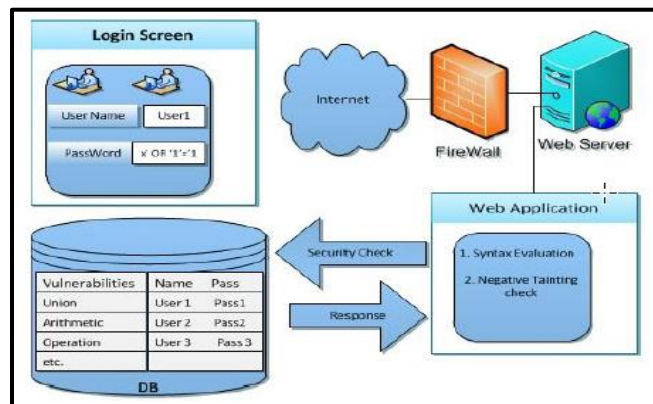 Login Screen
User Name
User1
PassWord
x' OR '1'='1
Internet
FireWall
Web Server
Web Application
1. Syntax Evaluation
2. Negative Tainting
check
Security Check
Response
Vulnerabilities Name Pass
Union User 1 Pass1
Arithmetic User 2 Pass2
Operation User 3 Pass 3
etc.
DB